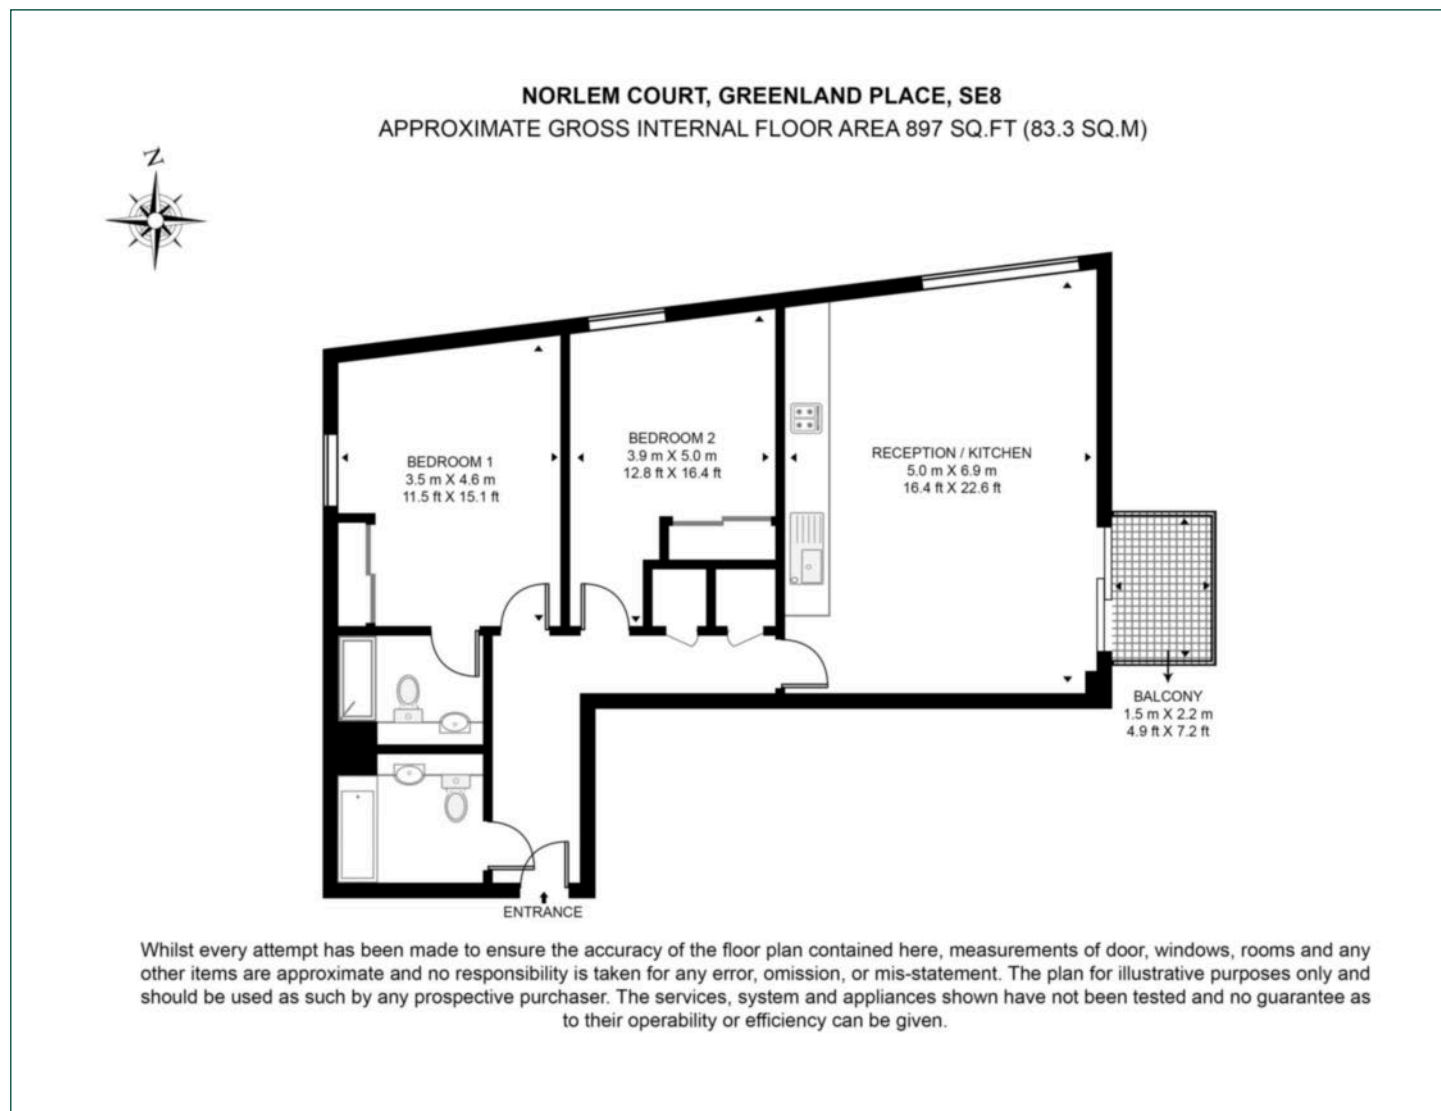 NORLEM COURT, GREENLAND PLACE, SE8
APPROXIMATE GROSS INTERNAL FLOOR AREA 897 SQ.FT (83.3 SQ.M)
N
BEDROOM 1
3.5 m X 4.6 m
11.5 ft X 15.1 ft
BEDROOM 2
3.9 m X 5.0 m
12.8 ft X 16.4 ft
RECEPTION / KITCHEN
5.0 m X 6.9 m
16.4 ft X 22.6 ft
BALCONY
1.5 m X 2.2 m
4.9 ft X 7.2 ft
ENTRANCE
Whilst every attempt has been made to ensure the accuracy of the floor plan contained here, measurements of door, windows, rooms and any
other items are approximate and no responsibility is taken for any error, omission, or mis-statement. The plan for illustrative purposes only and
should be used as such by any prospective purchaser. The services, system and appliances shown have not been tested and no guarantee as
to their operability or efficiency can be given.